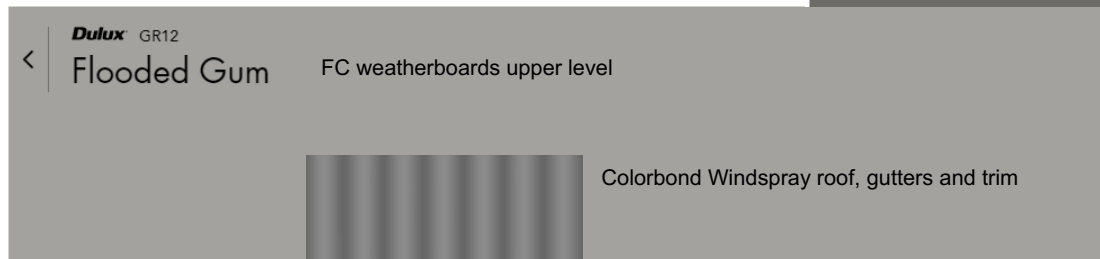 Dulux GR12
Flooded Gum
FC weatherboards upper level
Colorbond Windspray roof, gutters and trim